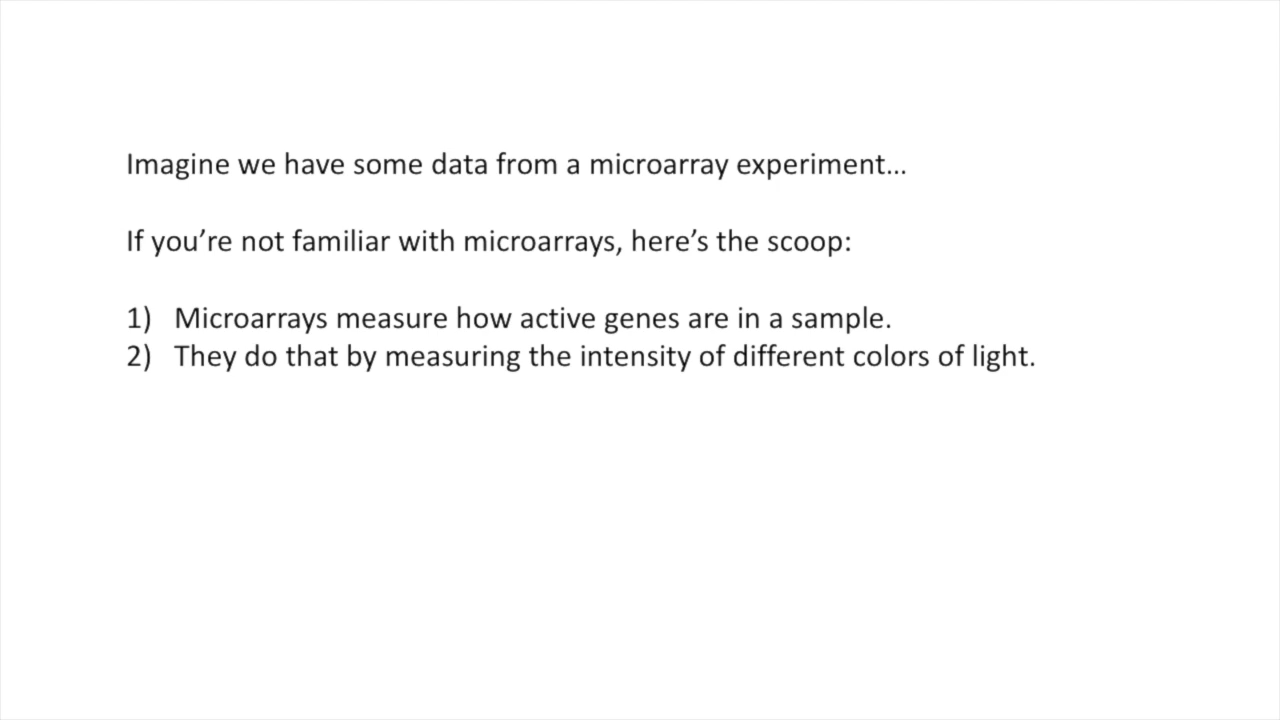 Imagine we have some data from a microarray experiment…
If you’re not familiar with microarrays, here’s the scoop:
1) Microarrays measure how active genes are in a sample.
2) They do that by measuring the intensity of different colors of light.